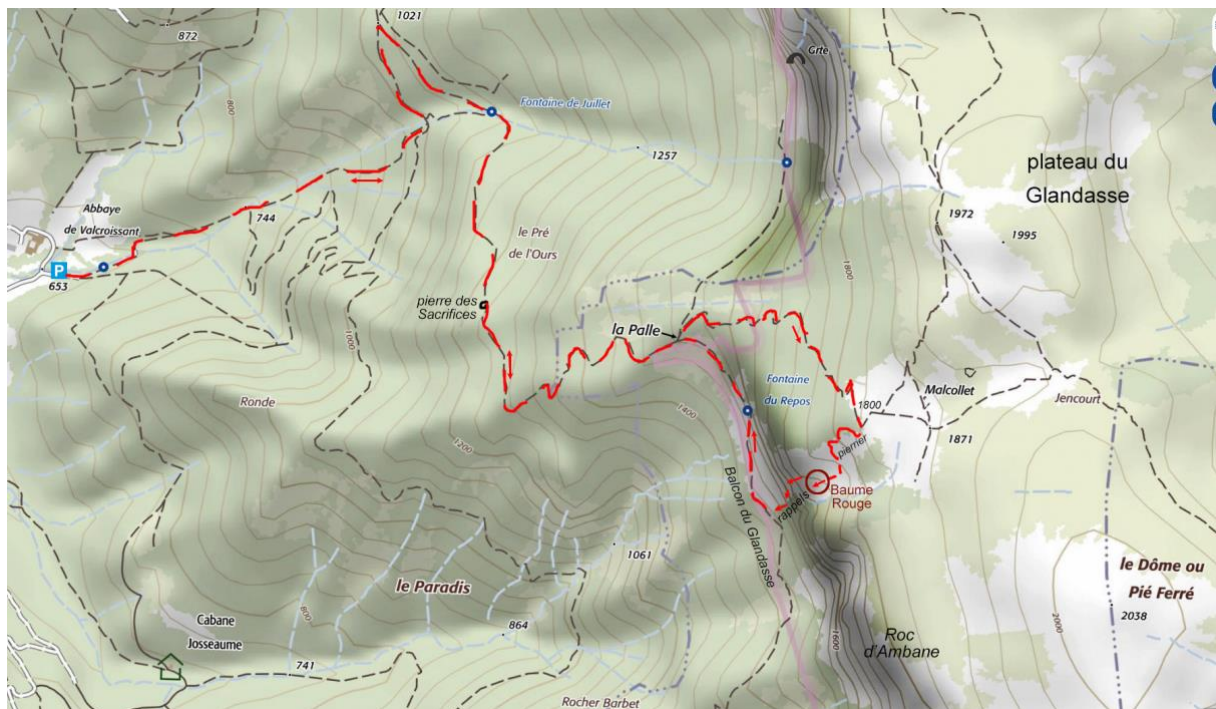 1021
872
Grte
800
Fontaine de Juillet
1257
plateau du
Glandasse
Abbaye
de Valcroissant
744
1972
1995
le Pré
de l'Ours
P
653
1800
pierre des
Sacrifices
1000
la Palle
Fontaine
du Repos
Malcollet
Jencourt
Ronde
1400
1800
1871
1200
pierrier
Balcon du Glandasse
rappels
Baume
Rouge
1061
le Paradis
le Dôme ou
Pié Ferré
2038
2000
Cabane
Josseaume
800
864
741
1600
Roc
d'Ambane
Rocher Barbet